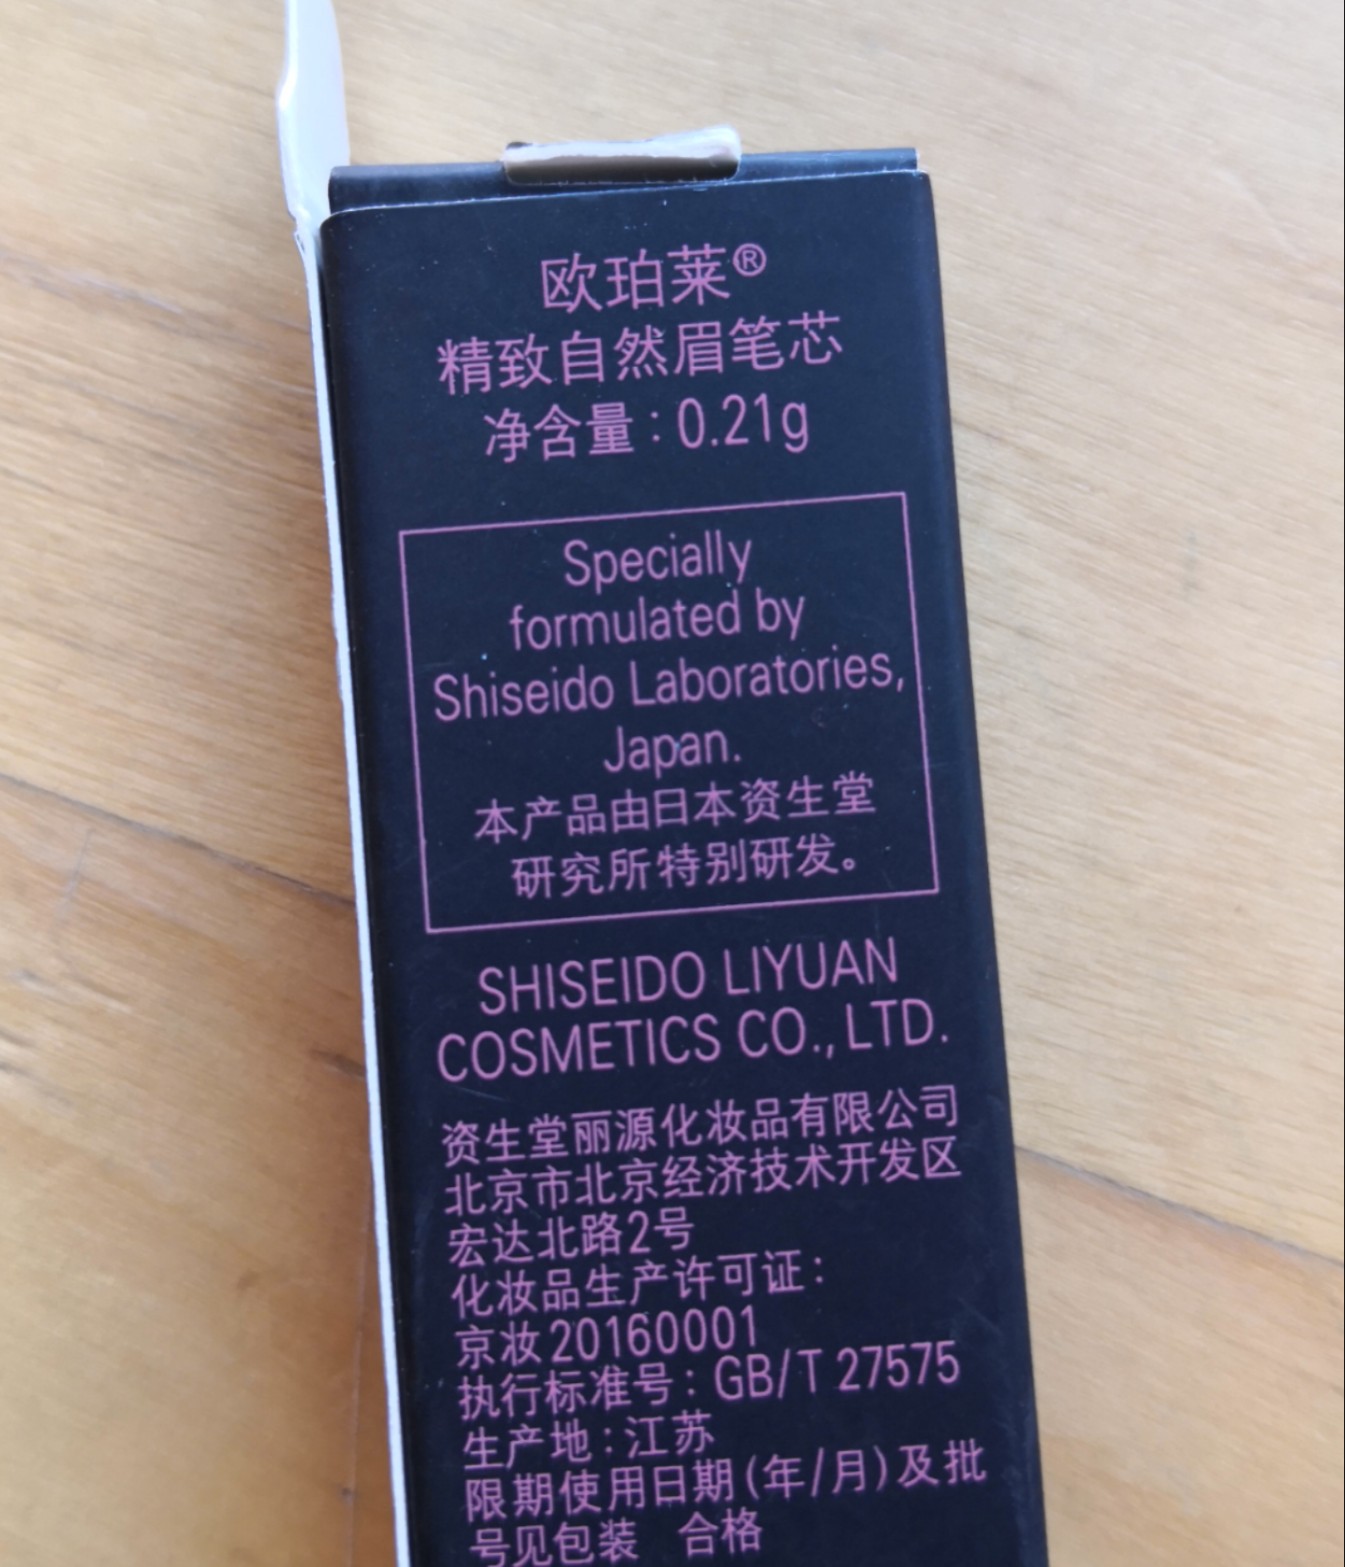 欧珀莱®
精致自然眉笔芯
净含量：0.21g
Specially
formulated by
Shiseido Laboratories,
Japan.
本产品由日本资生堂
研究所特别研发。
SHISEIDO LIYUAN
COSMETICS CO., LTD.
资生堂丽源化妆品有限公司
北京市北京经济技术开发区
宏达北路2号
化妆品生产许可证：
京妆20160001
执行标准号：GB/T 27575
生产地：江苏
限期使用日期(年/月)及批
号见包装 合格